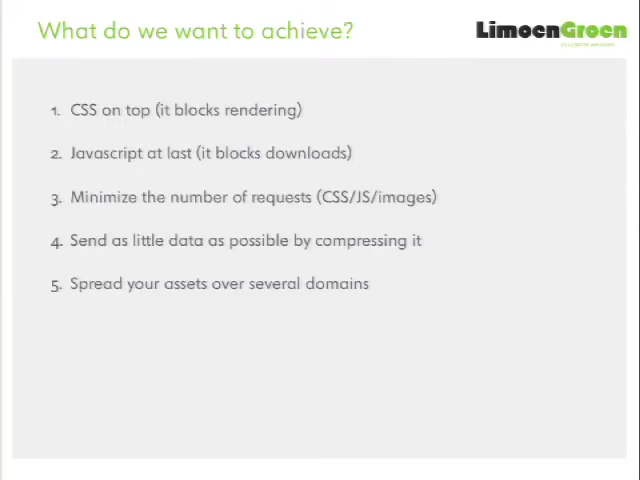 What do we want to achieve?
LimoenGroen
1. CSS on top (it blocks rendering)
2. Javascript at last (it blocks downloads)
3. Minimize the number of requests (CSS/JS/images)
4. Send as little data as possible by compressing it
5. Spread your assets over several domains